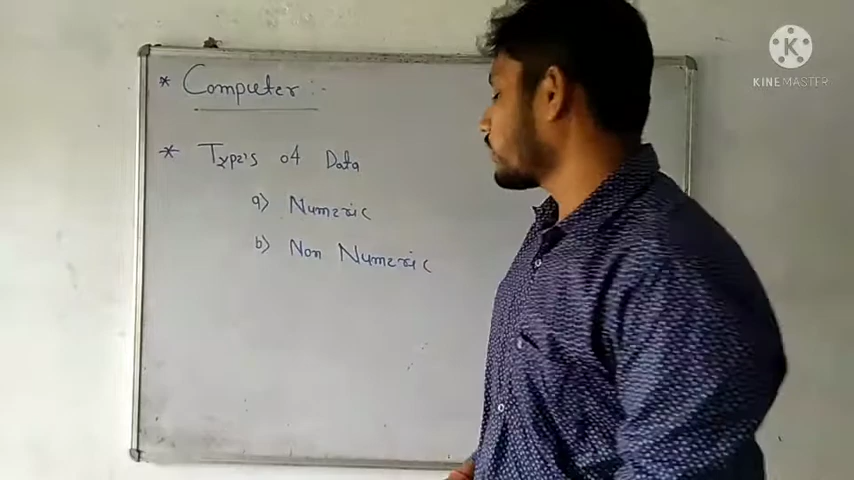 * Computer :-
* Type's of Data
a) Numeric
b) Non Numeric
KINEMASTER